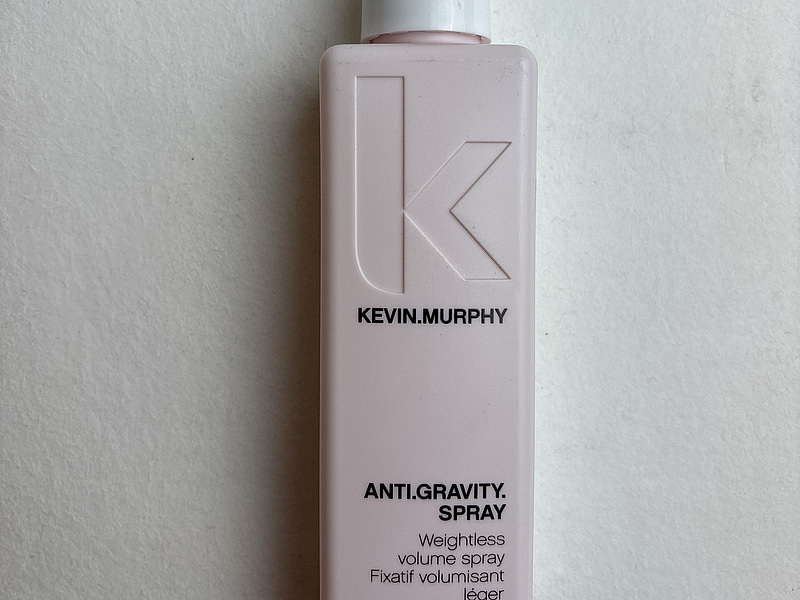 k
KEVIN.MURPHY
ANTI.GRAVITY.
SPRAY
Weightless
volume spray
Fixatif volumisant
léger